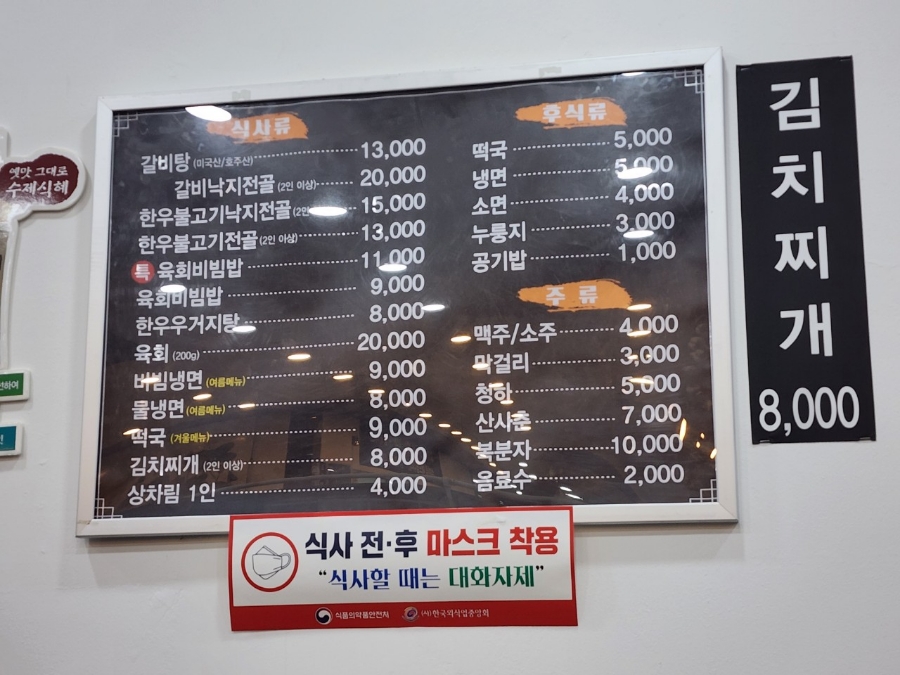 옛맛 그대로
수제식혜
식사류
갈비탕 (미국산/호주산) 13,000
갈비낙지전골 (2인 이상) 20,000
한우불고기낙지전골 (2인 15,000
한우불고기전골 (2인 이상) 13,000
특 육회비빔밥 11,000
육회비빔밥 9,000
한우우거지탕 8,000
육회 (200g) 20,000
비빔냉면 (여름메뉴) 9,000
물냉면 (여름메뉴) 8,000
떡국 (겨울메뉴) 9,000
김치찌개 (2인 이상) 8,000
상차림 1인 4,000
후식류
떡국 5,000
냉면 5,000
소면 4,000
누룽지 3,000
공기밥 1,000
주 류
맥주/소주 4,000
막걸리 3,000
청하 5,000
산사춘 7,000
복분자 10,000
음료수 2,000
김치찌개
8,000
식사 전·후 마스크 착용
“식사할 때는 대화자제”
식품의약품안전처 (사)한국외식업중앙회